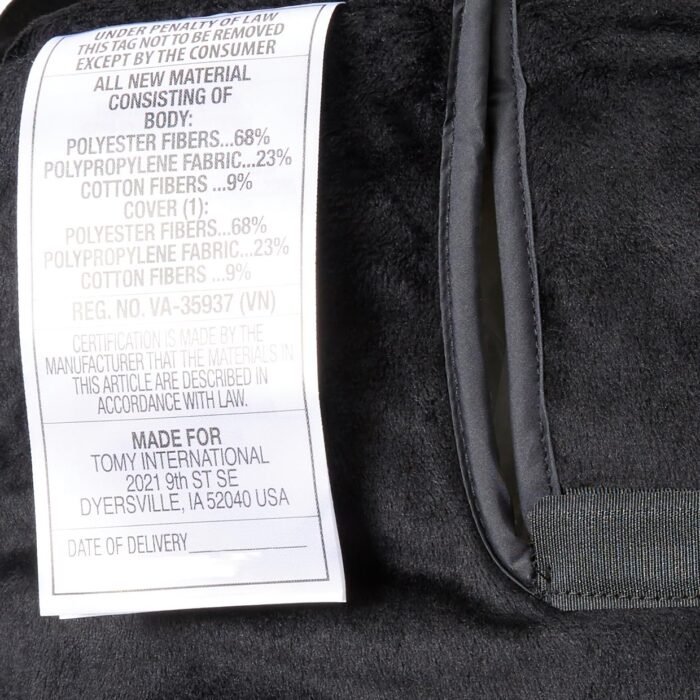 UNDER PENALTY OF LAW
THIS TAG NOT TO BE REMOVED
EXCEPT BY THE CONSUMER
ALL NEW MATERIAL
CONSISTING OF
BODY:
POLYESTER FIBERS...68%
POLYPROPYLENE FABRIC...23%
COTTON FIBERS ...9%
COVER (1):
POLYESTER FIBERS...68%
POLYPROPYLENE FABRIC...23%
COTTON FIBERS ...9%
REG. NO. VA-35937 (VN)
CERTIFICATION IS MADE BY THE
MANUFACTURER THAT THE MATERIALS IN
THIS ARTICLE ARE DESCRIBED IN
ACCORDANCE WITH LAW.
MADE FOR
TOMY INTERNATIONAL
2021 9th ST SE
DYERSVILLE, IA 52040 USA
DATE OF DELIVERY